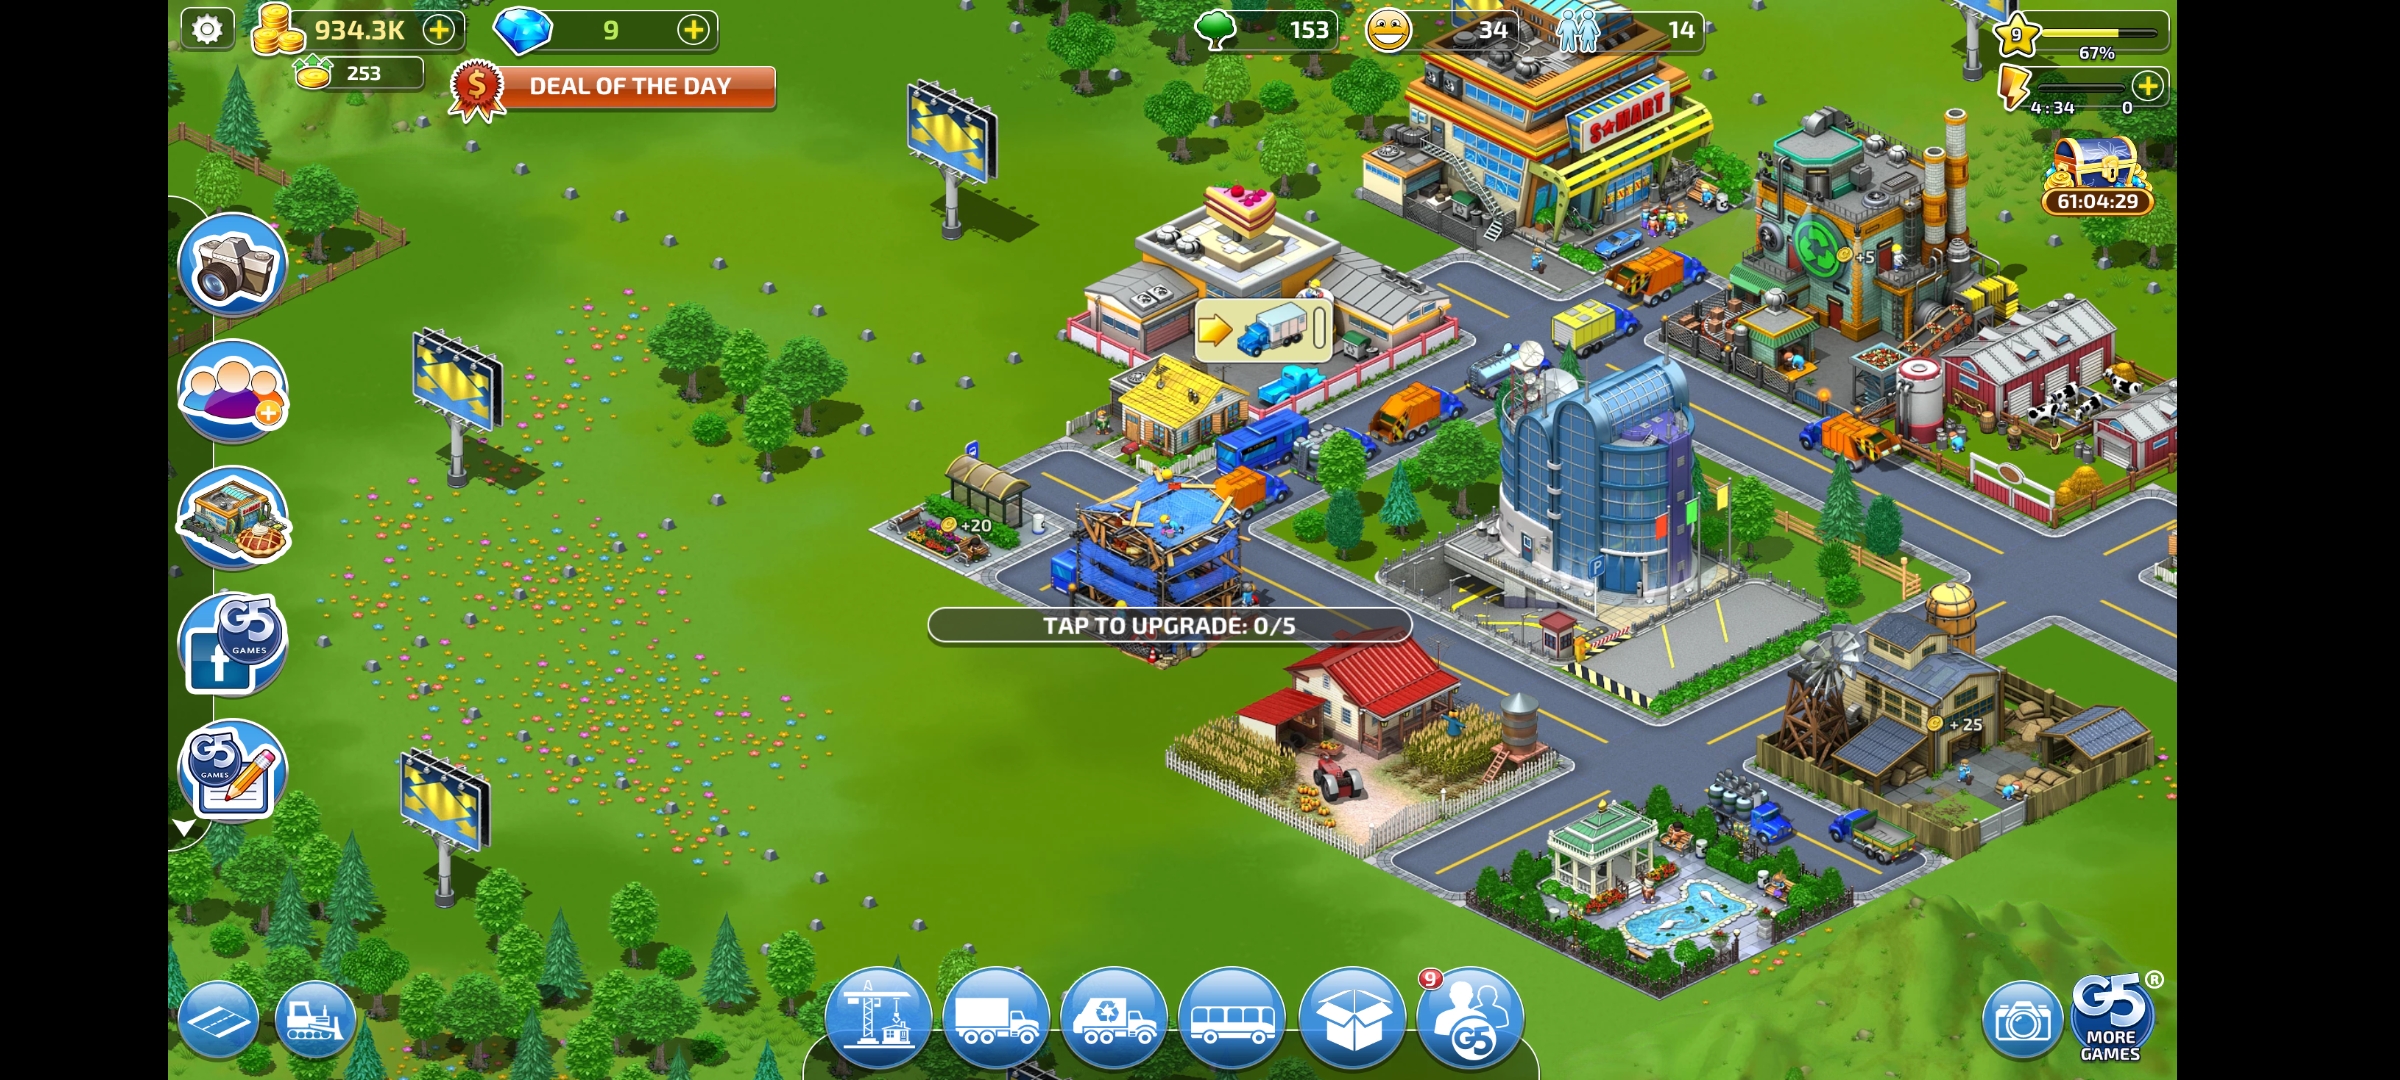 934.3K
9
153
34
14
9
67%
253
DEAL OF THE DAY
4:34
0
S★MART
61:04:29
+5
+20
P
TAP TO UPGRADE: 0/5
G5
GAMES
f
G5
GAMES
+25
A
9
G5
G5®
MORE
GAMES